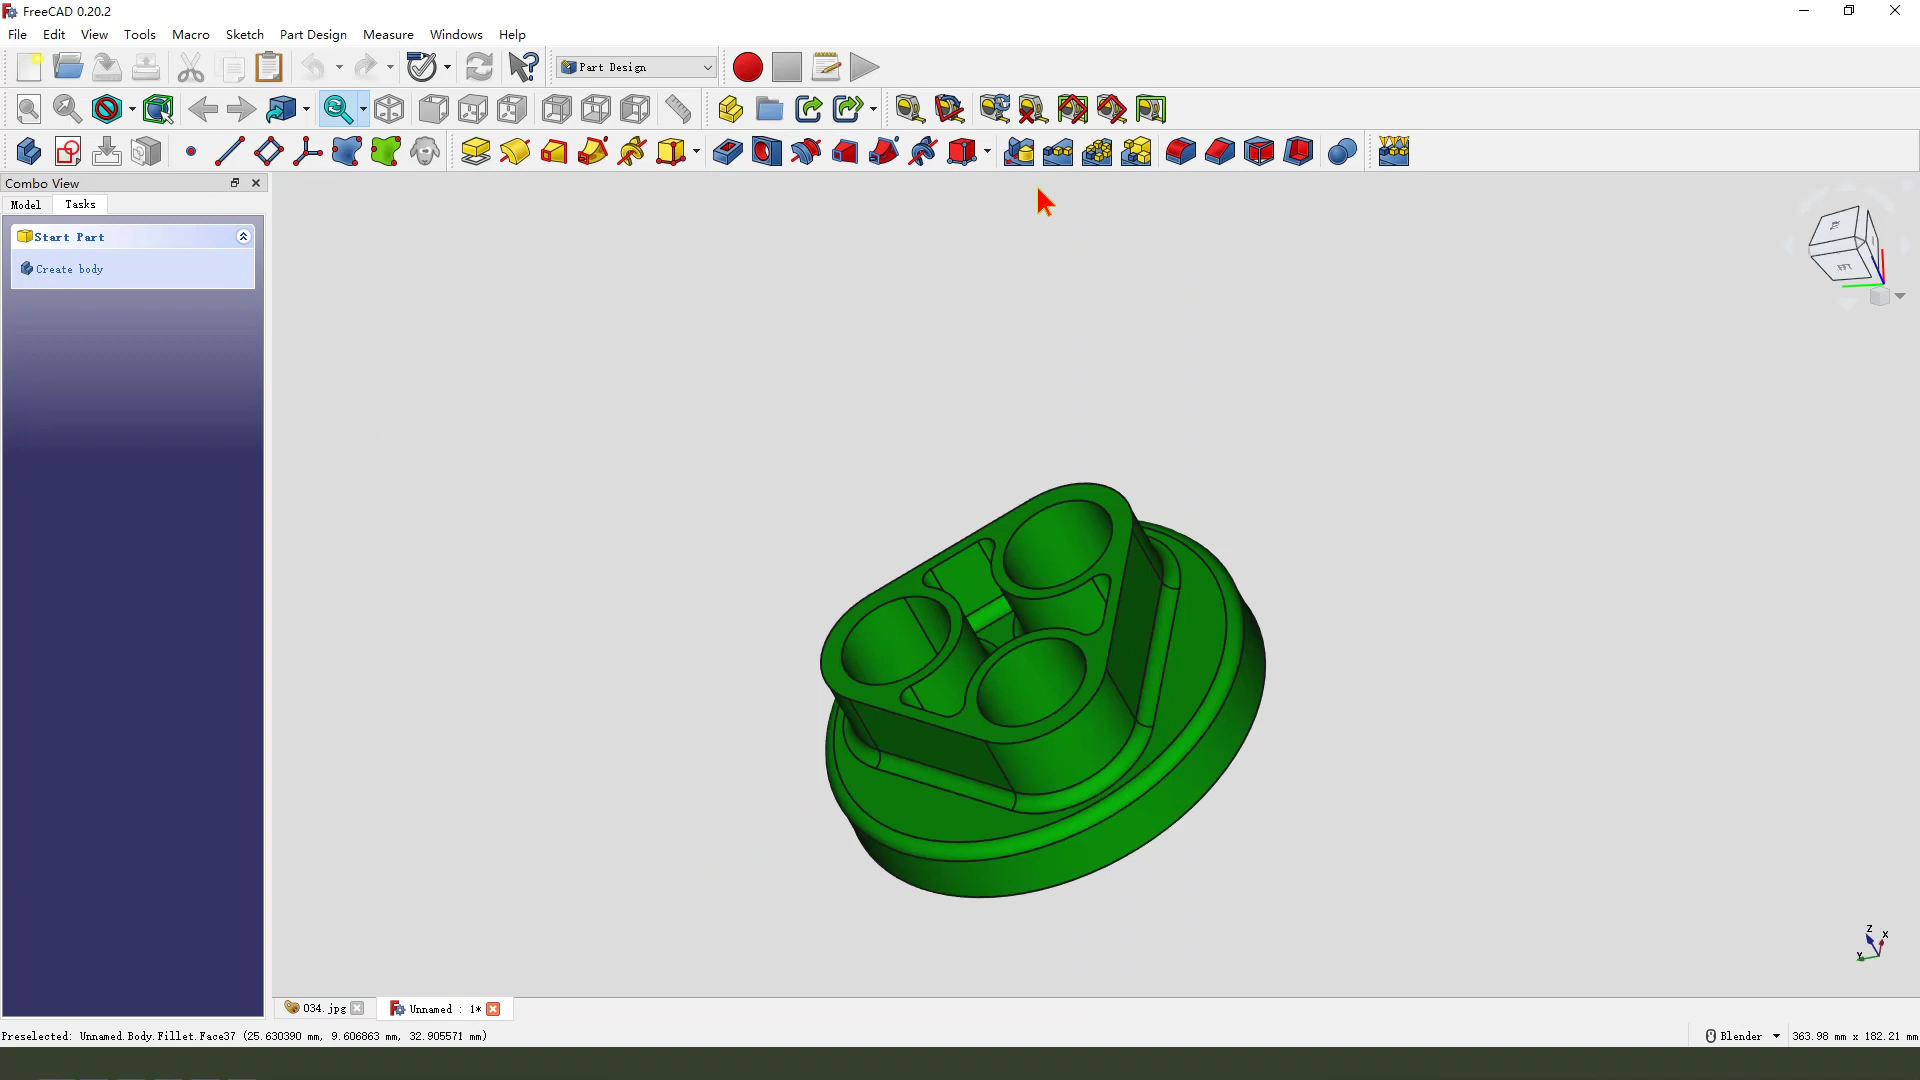 FreeCAD 0.20.2
File Edit View Tools Macro Sketch Part Design Measure Windows Help
Part Design
Combo View
Model Tasks
Start Part
Create body
Z
X
Y
034.jpg
Unnamed : 1*
Preselected: Unnamed.Body.Fillet.Face37 (25.630390 mm, 9.606863 mm, 32.905571 mm)
Blender
363.98 mm x 182.21 mm